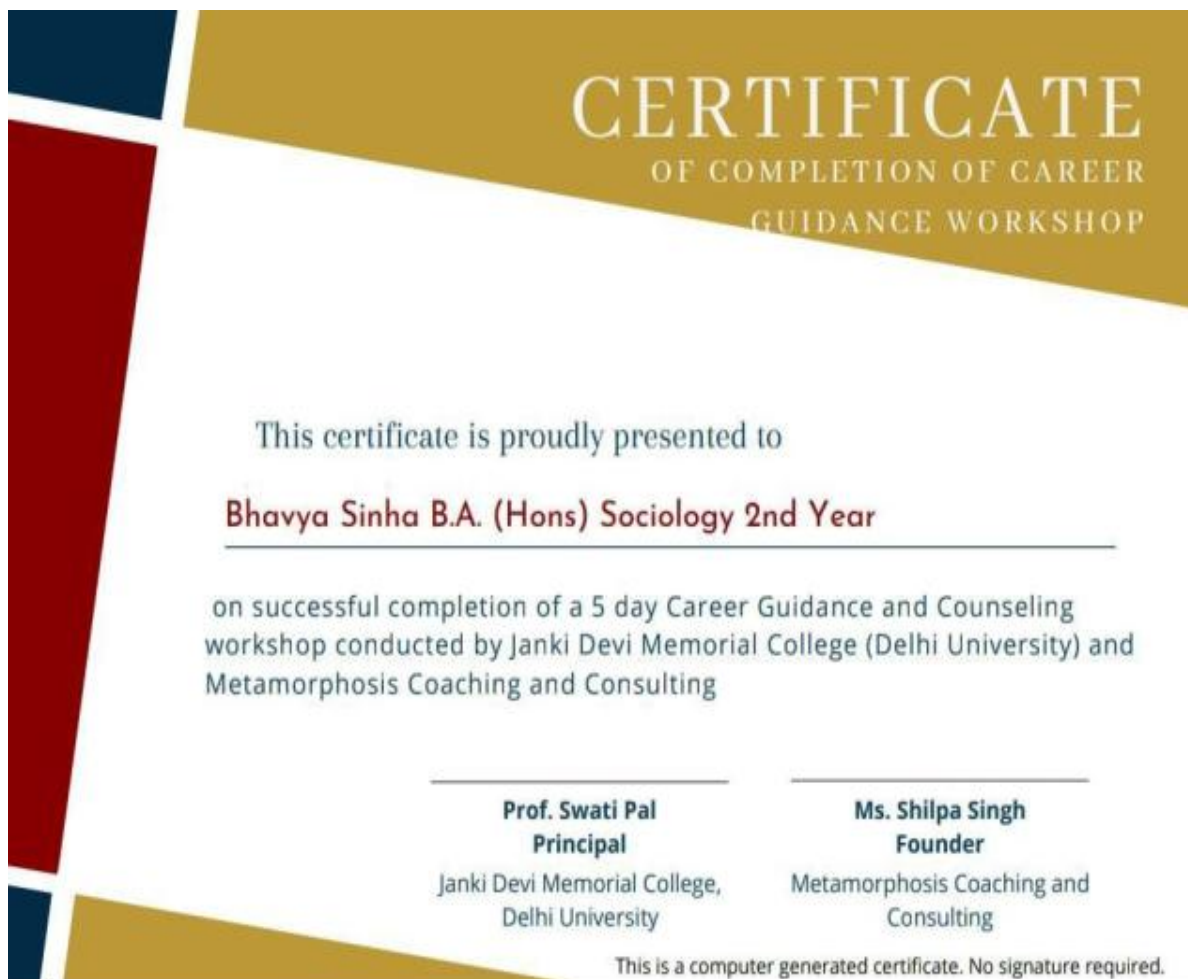 CERTIFICATE
OF COMPLETION OF CAREER
GUIDANCE WORKSHOP
This certificate is proudly presented to
Bhavya Sinha B.A. (Hons) Sociology 2nd Year
on successful completion of a 5 day Career Guidance and Counseling
workshop conducted by Janki Devi Memorial College (Delhi University) and
Metamorphosis Coaching and Consulting
Prof. Swati Pal
Principal
Janki Devi Memorial College,
Delhi University
Ms. Shilpa Singh
Founder
Metamorphosis Coaching and
Consulting
This is a computer generated certificate. No signature required.